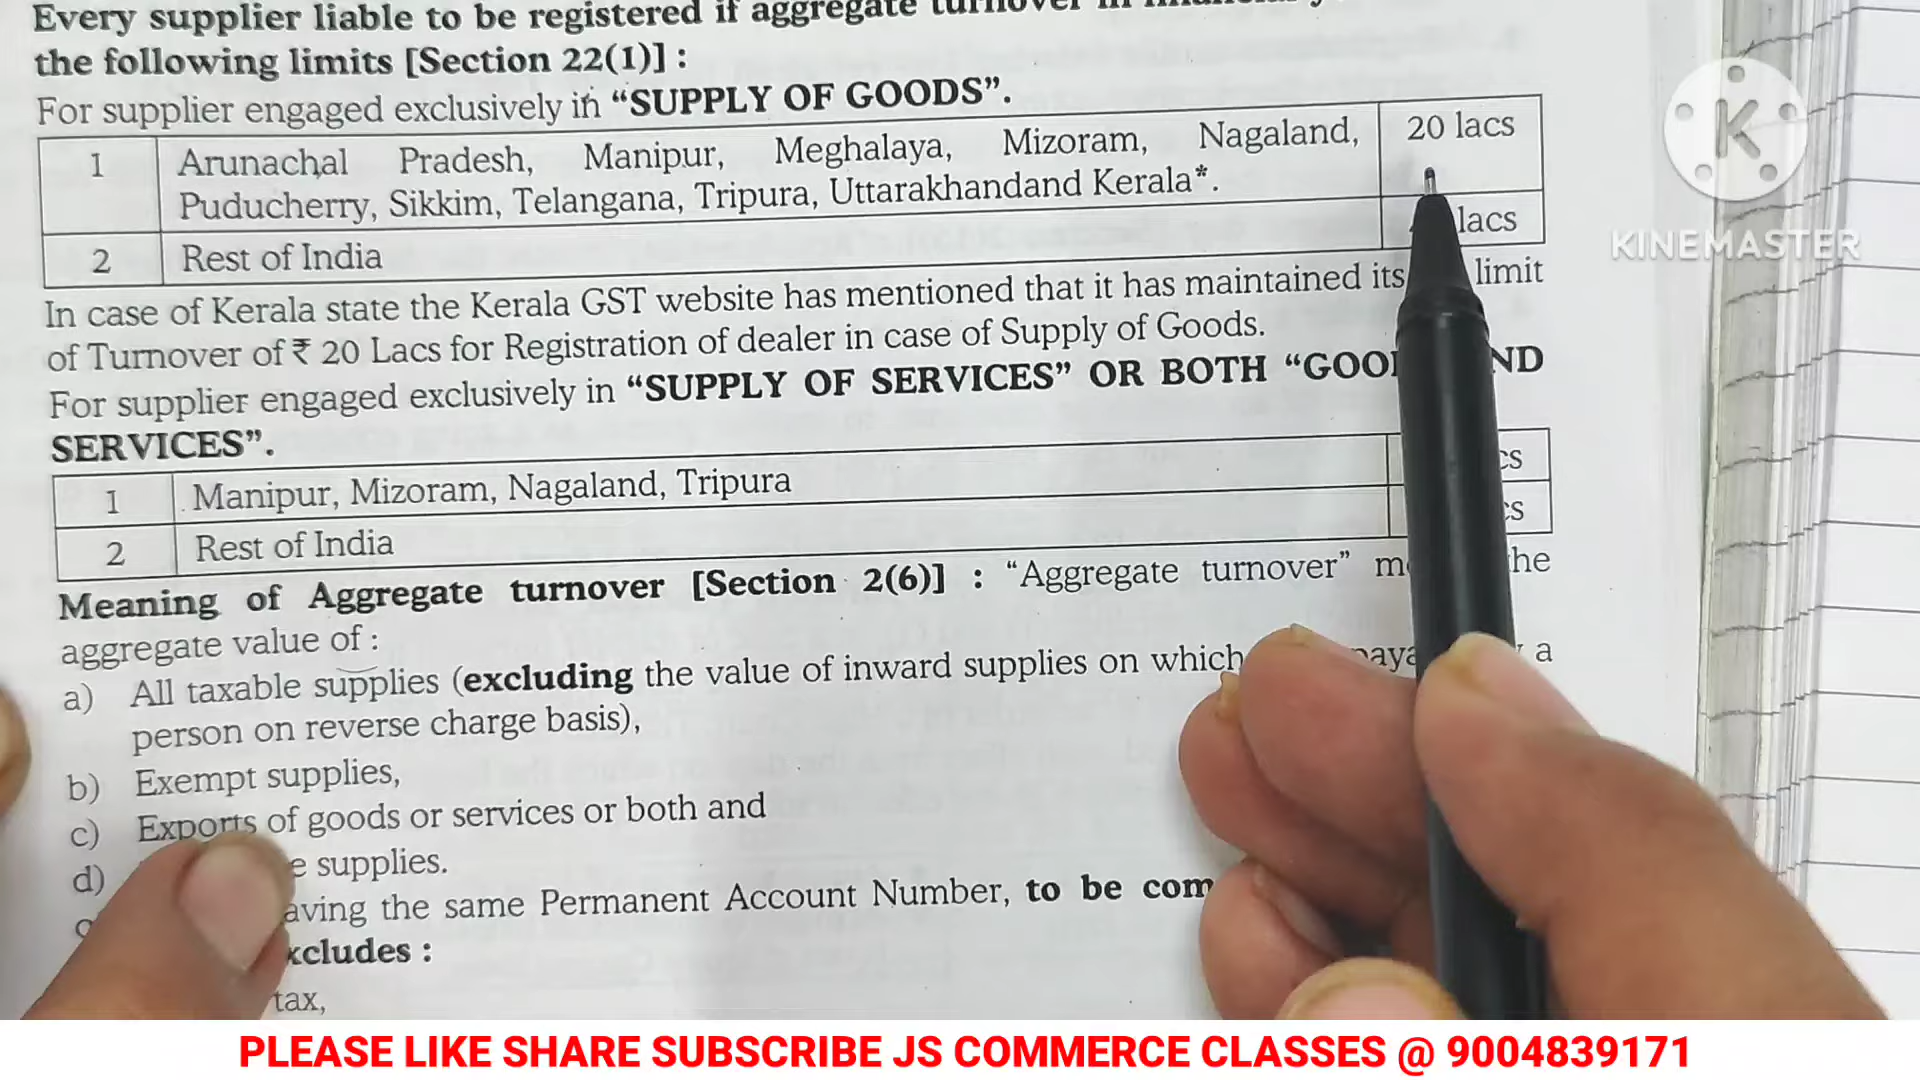 Every supplier liable to be registered if aggregate turnover in
the following limits [Section 22(1)] :
For supplier engaged exclusively in “SUPPLY OF GOODS”.
1 Arunachal Pradesh, Manipur, Meghalaya, Mizoram, Nagaland, 20 lacs
Puducherry, Sikkim, Telangana, Tripura, Uttarakhandand Kerala*.
2 Rest of India lacs
In case of Kerala state the Kerala GST website has mentioned that it has maintained its limit
of Turnover of ₹ 20 Lacs for Registration of dealer in case of Supply of Goods.
For supplier engaged exclusively in “SUPPLY OF SERVICES” OR BOTH
SERVICES”.
1 Manipur, Mizoram, Nagaland, Tripura
2 Rest of India
Meaning of Aggregate turnover [Section 2(6)] : “Aggregate turnover”
aggregate value of :
a) All taxable supplies (excluding the value of inward supplies on which a
person on reverse charge basis),
b) Exempt supplies,
c) Exports of goods or services or both and
d) supplies.
the same Permanent Account Number, to be
tax,
KINEMASTER
PLEASE LIKE SHARE SUBSCRIBE JS COMMERCE CLASSES @ 9004839171